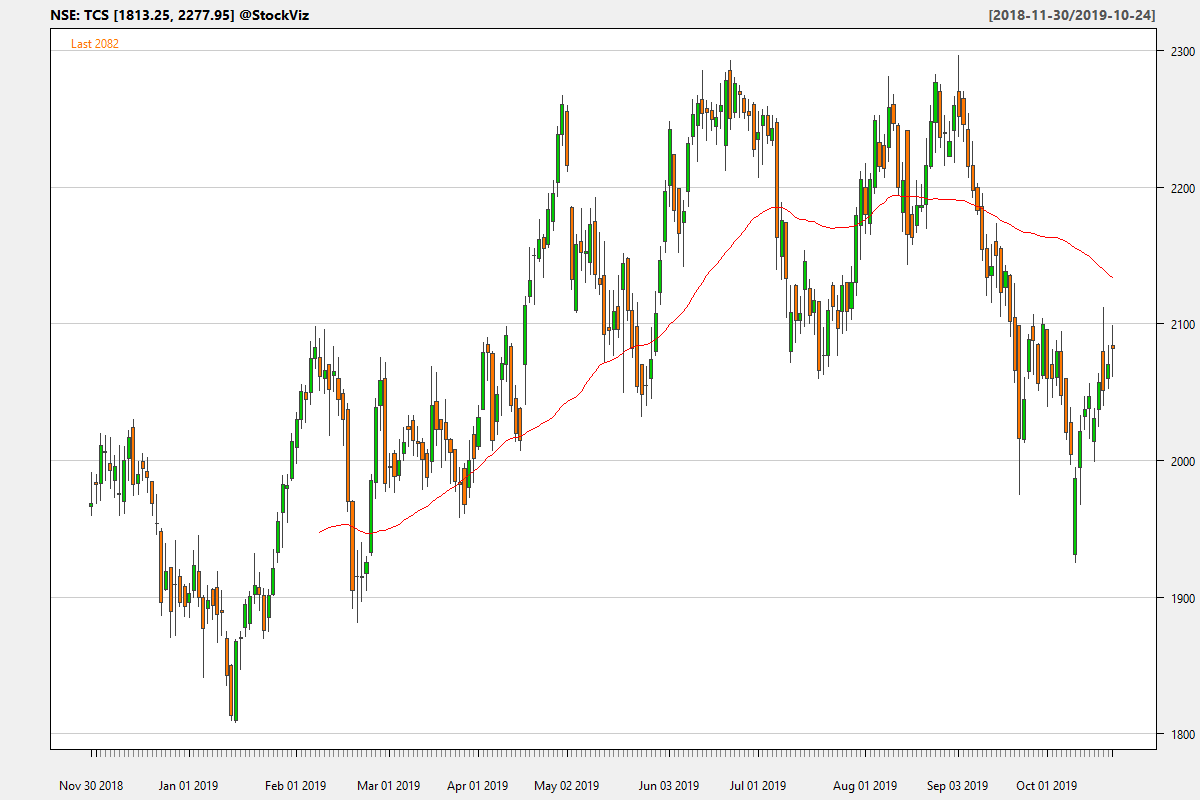 NSE: TCS [1813.25, 2277.95] @StockViz
[2018-11-30/2019-10-24]
Last 2082
2300
2200
2100
2000
1900
1800
Nov 30 2018
Jan 01 2019
Feb 01 2019
Mar 01 2019
Apr 01 2019
May 02 2019
Jun 03 2019
Jul 01 2019
Aug 01 2019
Sep 03 2019
Oct 01 2019